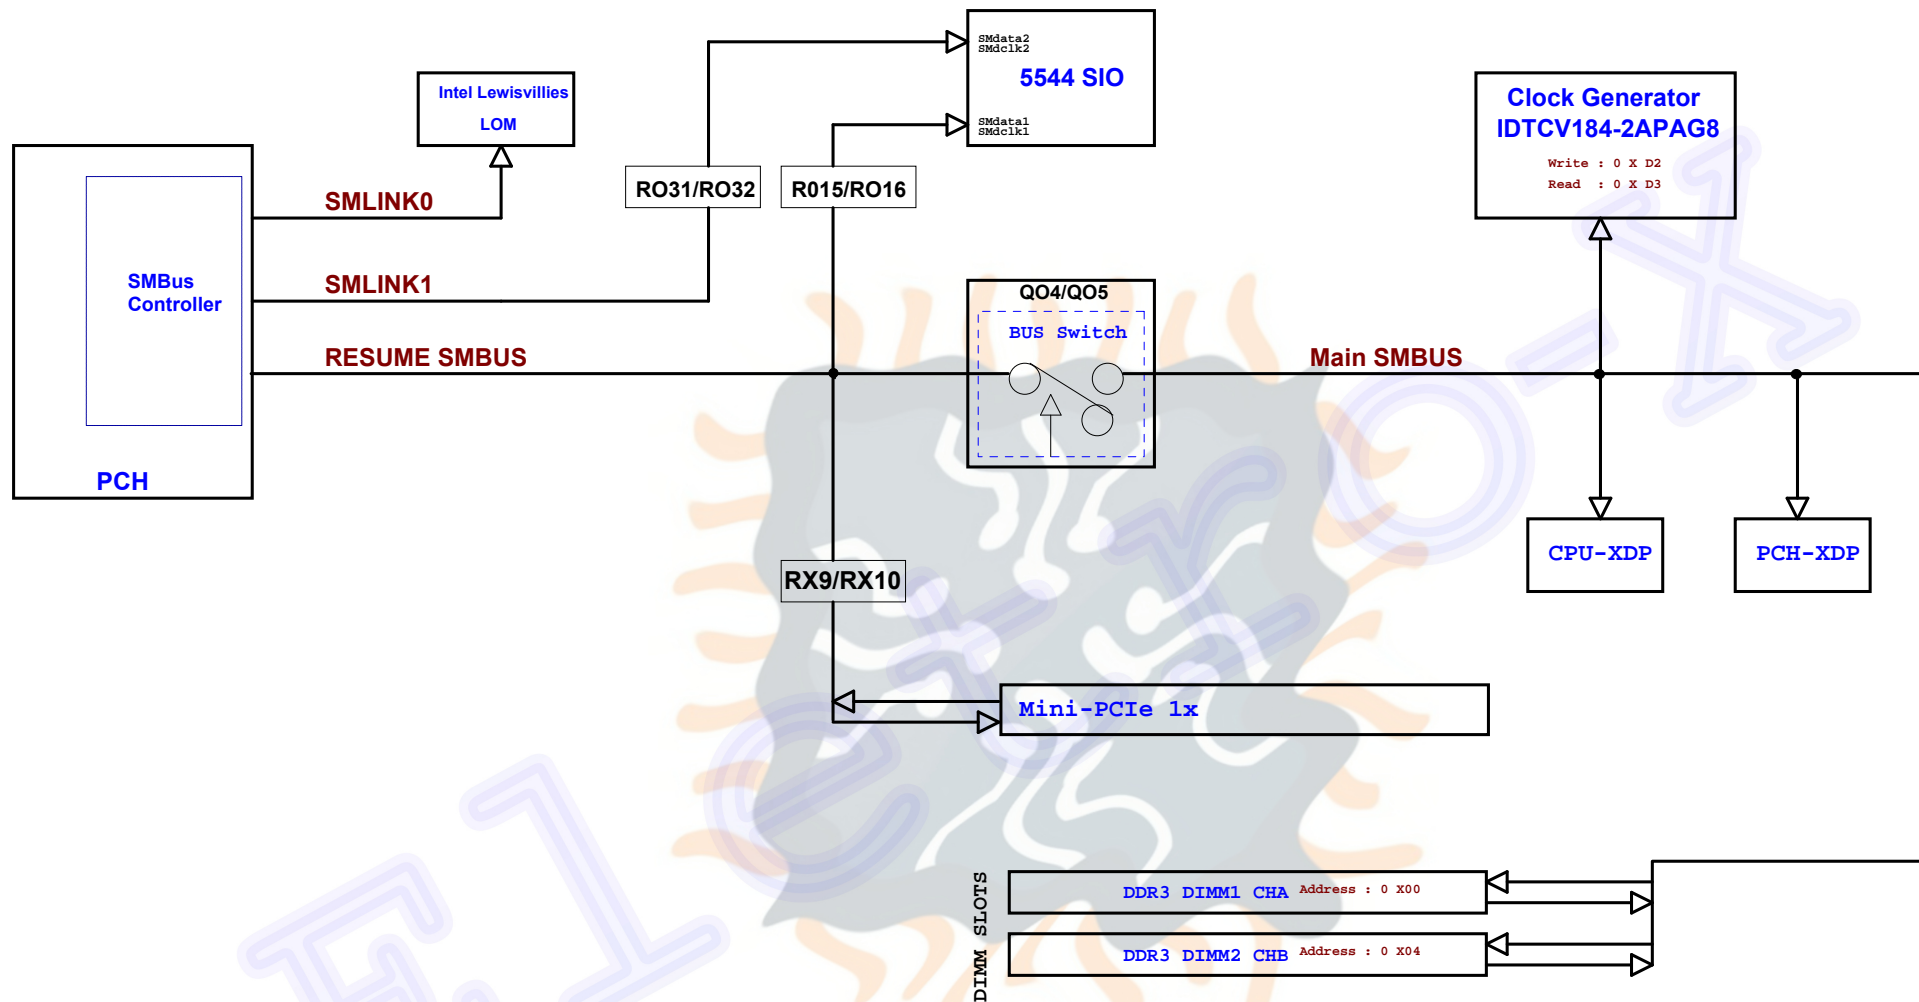 SMdata2
SMdclk2
5544 SIO
SMdata1
SMdclk1
Intel Lewisvillies
LOM
Clock Generator
IDTCV184-2APAG8
Write : 0 X D2
Read : 0 X D3
SMLINK0
RO31/RO32
R015/RO16
SMBus
Controller
SMLINK1
QO4/QO5
BUS Switch
RESUME SMBUS
Main SMBUS
PCH
CPU-XDP
PCH-XDP
RX9/RX10
Mini-PCIe 1x
DIMM SLOTS
DDR3 DIMM1 CHA Address : 0 X00
DDR3 DIMM2 CHB Address : 0 X04
Electro-X